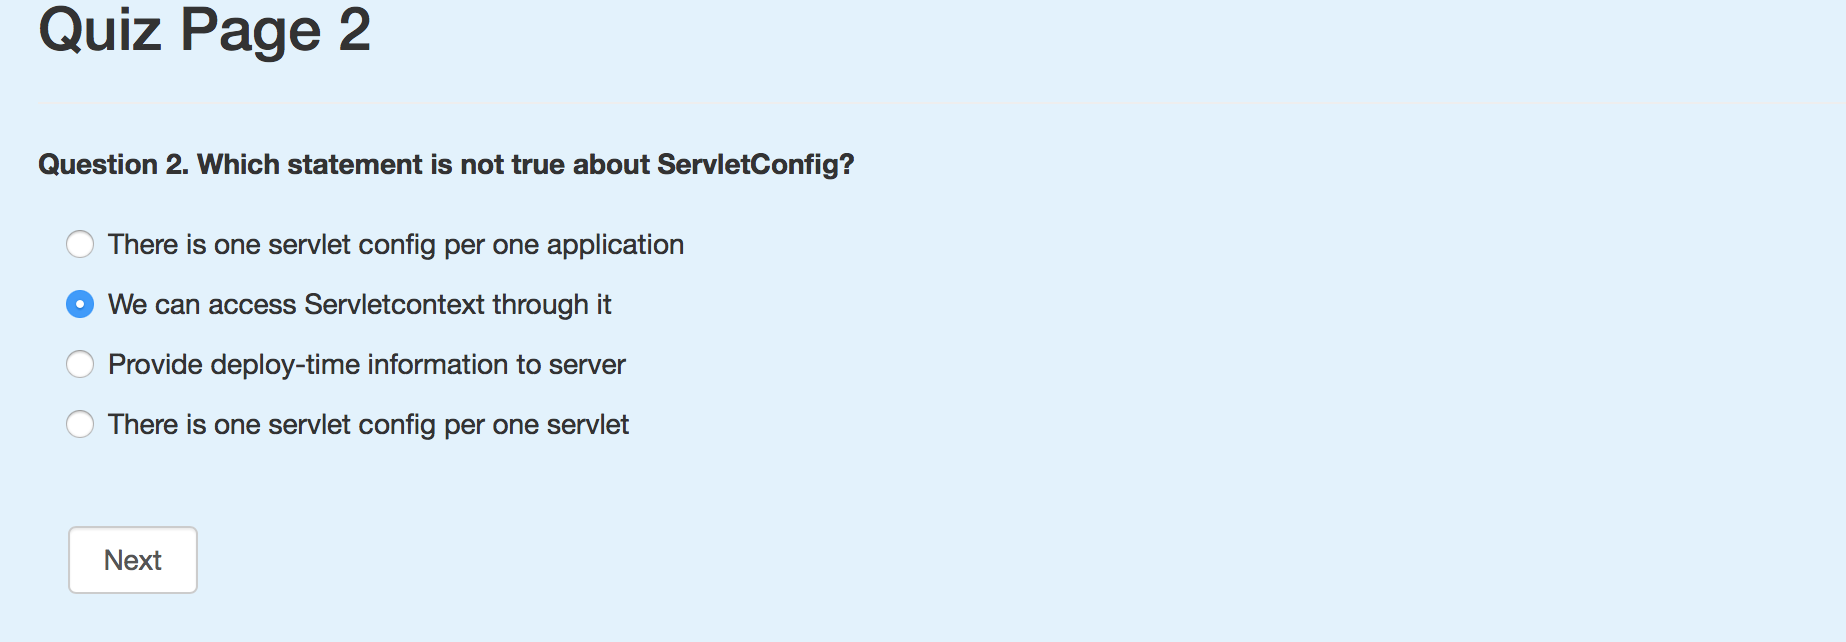 Quiz Page 2
Question 2. Which statement is not true about ServletConfig?
There is one servlet config per one application
We can access Servletcontext through it
Provide deploy-time information to server
There is one servlet config per one servlet
Next